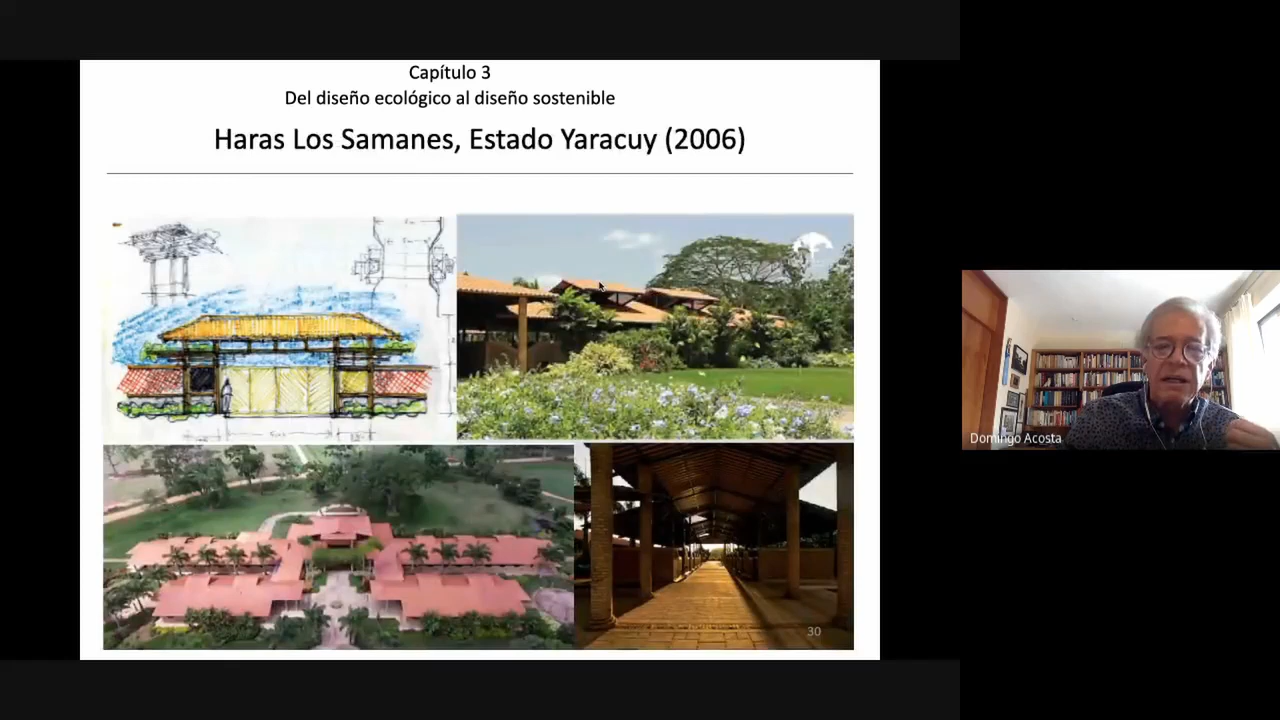 Capítulo 3
Del diseño ecológico al diseño sostenible
Haras Los Samanes, Estado Yaracuy (2006)
30
Domingo Acosta